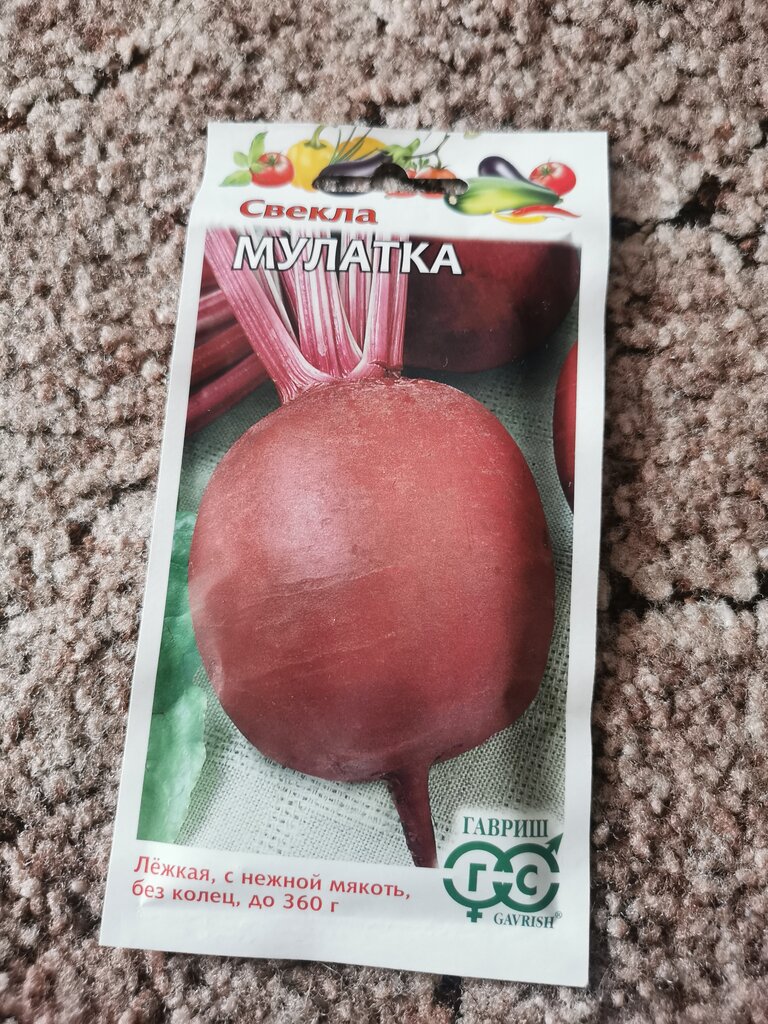 Свекла
МУЛАТКА
ГАВРИШ
ГС
GAVRISH®
Лёжкая, с нежной мякоть,
без колец, до 360 г